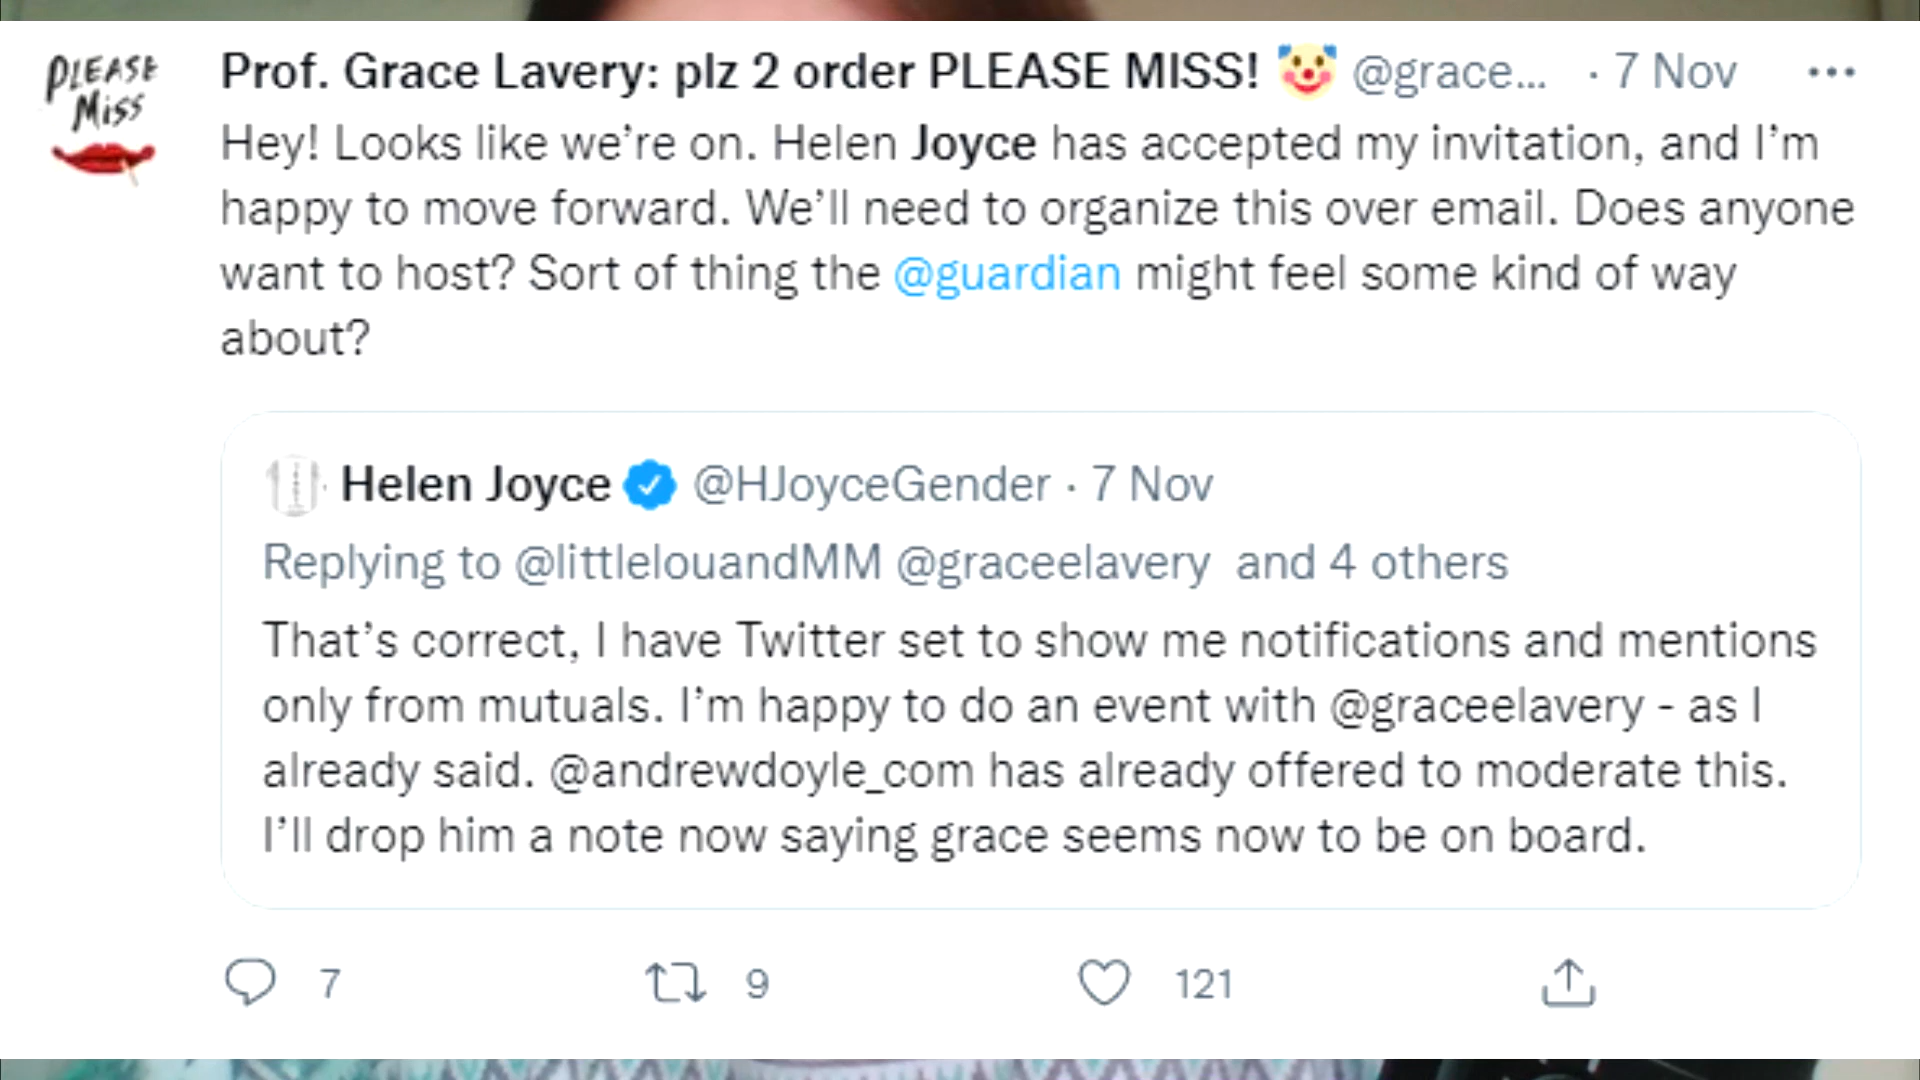 PLEASE
Miss
Prof. Grace Lavery: plz 2 order PLEASE MISS! 🤡 @grace... · 7 Nov
Hey! Looks like we’re on. Helen Joyce has accepted my invitation, and I’m
happy to move forward. We’ll need to organize this over email. Does anyone
want to host? Sort of thing the @guardian might feel some kind of way
about?
Helen Joyce @HJoyceGender · 7 Nov
Replying to @littlelouandMM @graceelavery and 4 others
That’s correct, I have Twitter set to show me notifications and mentions
only from mutuals. I’m happy to do an event with @graceelavery - as I
already said. @andrewdoyle_com has already offered to moderate this.
I’ll drop him a note now saying grace seems now to be on board.
7 9 121